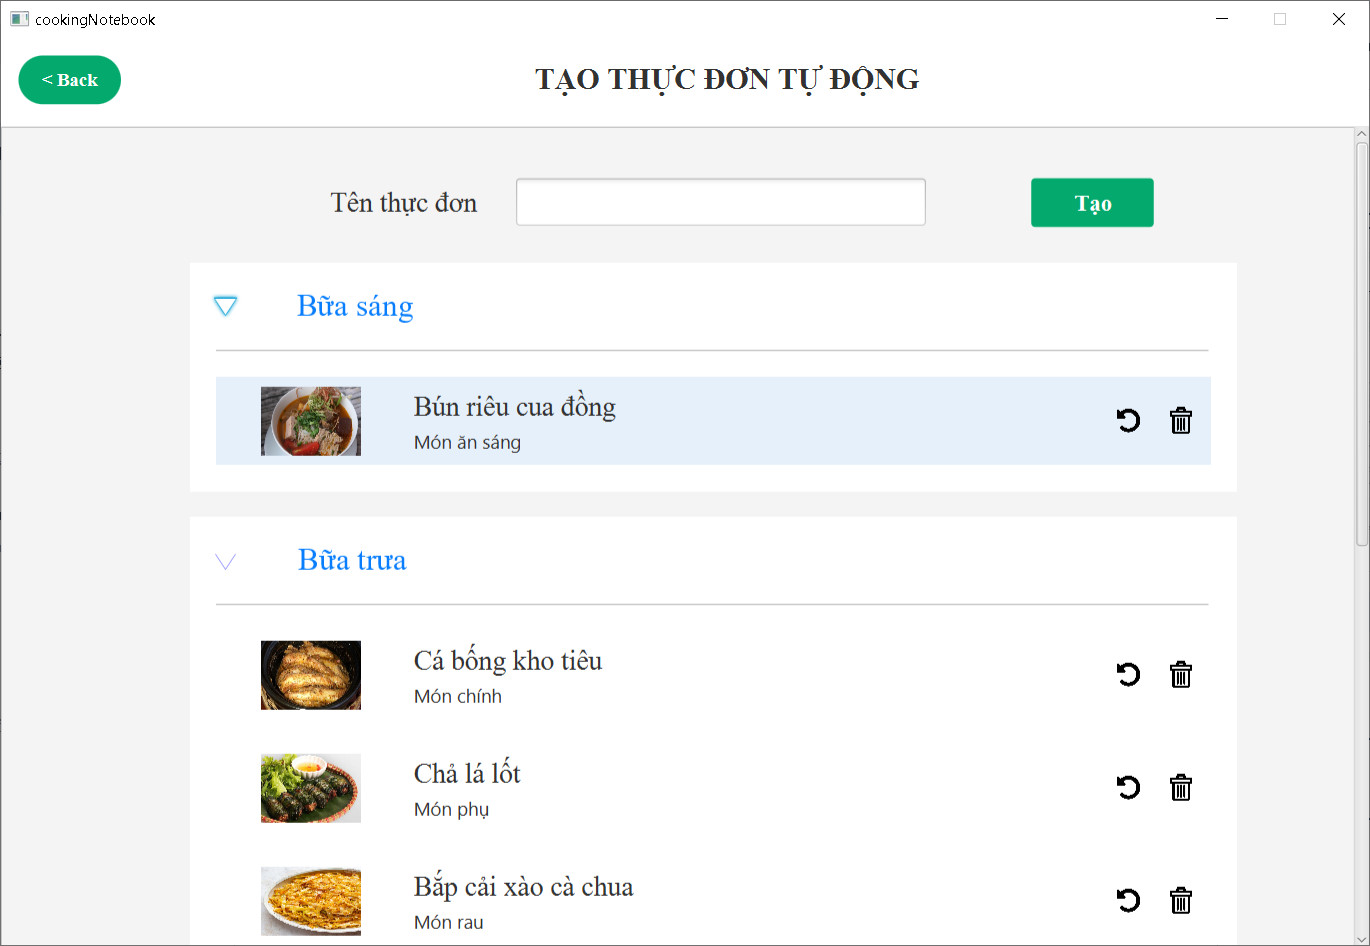 cookingNotebook
< Back
TẠO THỰC ĐƠN TỰ ĐỘNG
Tên thực đơn
Tạo
Bữa sáng
Bún riêu cua đồng
Món ăn sáng
Bữa trưa
Cá bống kho tiêu
Món chính
Chả lá lốt
Món phụ
Bắp cải xào cà chua
Món rau